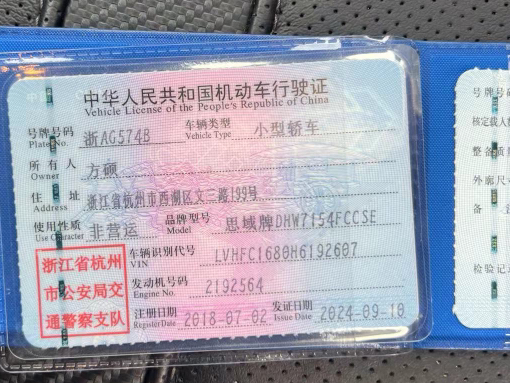 中华人民共和国机动车行驶证
Vehicle License of the People's Republic of China
号牌号码 浙AG574B 车辆类型 小型轿车
Plate No. Vehicle Type
所有人 方硕
Owner
住址 浙江省杭州市西湖区文三路199号
Address
使用性质 非营运 品牌型号 思域牌DHW7154FCCSE
Use Character Model
浙江省杭州
市公安局交
通警察支队
车辆识别代号 LVHFC1680H6192607
VIN
发动机号码 2192564
Engine No.
注册日期 2018-07-02 发证日期 2024-09-10
Register Date Issue Date
号牌号码
核定载人数
整备质
外廓尺
备
检验记